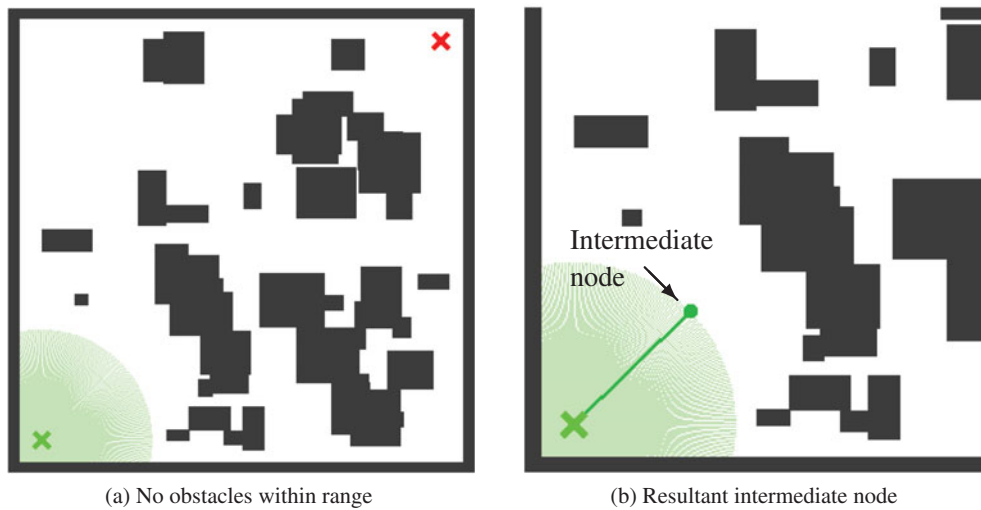 Intermediate
node
(a) No obstacles within range
(b) Resultant intermediate node